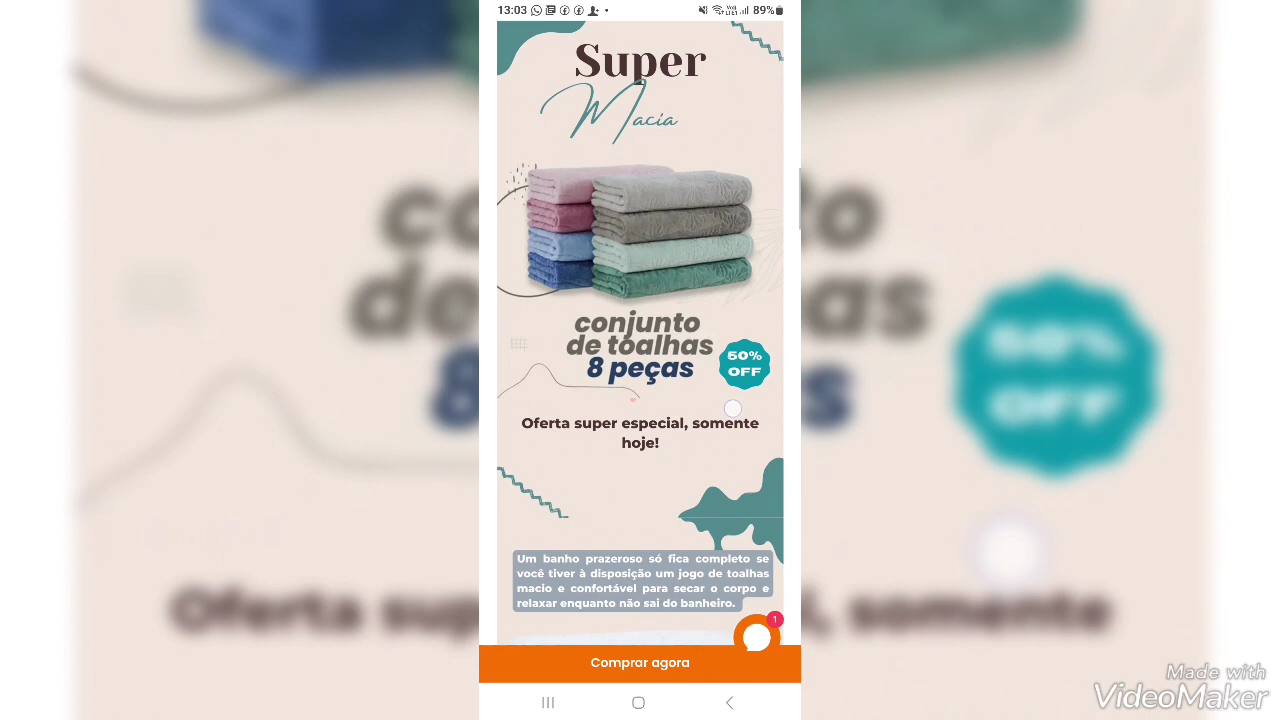 13:03
89%
Super
Macia
conjunto
de toalhas
8 peças
50%
OFF
Oferta super especial, somente
hoje!
Um banho prazeroso só fica completo se
você tiver à disposição um jogo de toalhas
macio e confortável para secar o corpo e
relaxar enquanto não sai do banheiro.
1
Comprar agora
Made with
VideoMaker